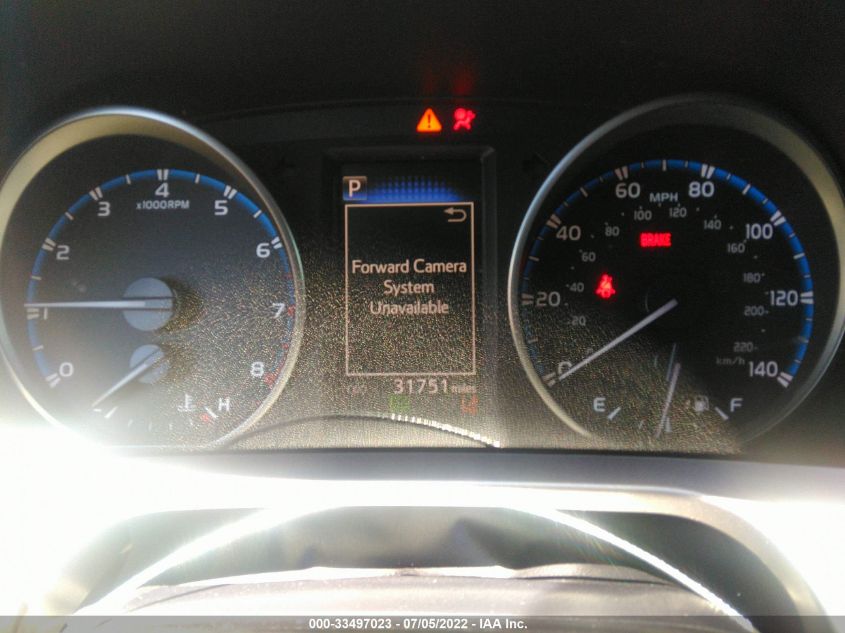 4
3
5
x1000RPM
2
6
1
7
0
8
H
P
Forward Camera
System
Unavailable
31751 miles
60
MPH
80
40
100
20
120
0
140
20
40
60
80
100
120
140
160
180
200
220
km/h
BRAKE
E
F
000-33497023 - 07/05/2022 - IAA Inc.